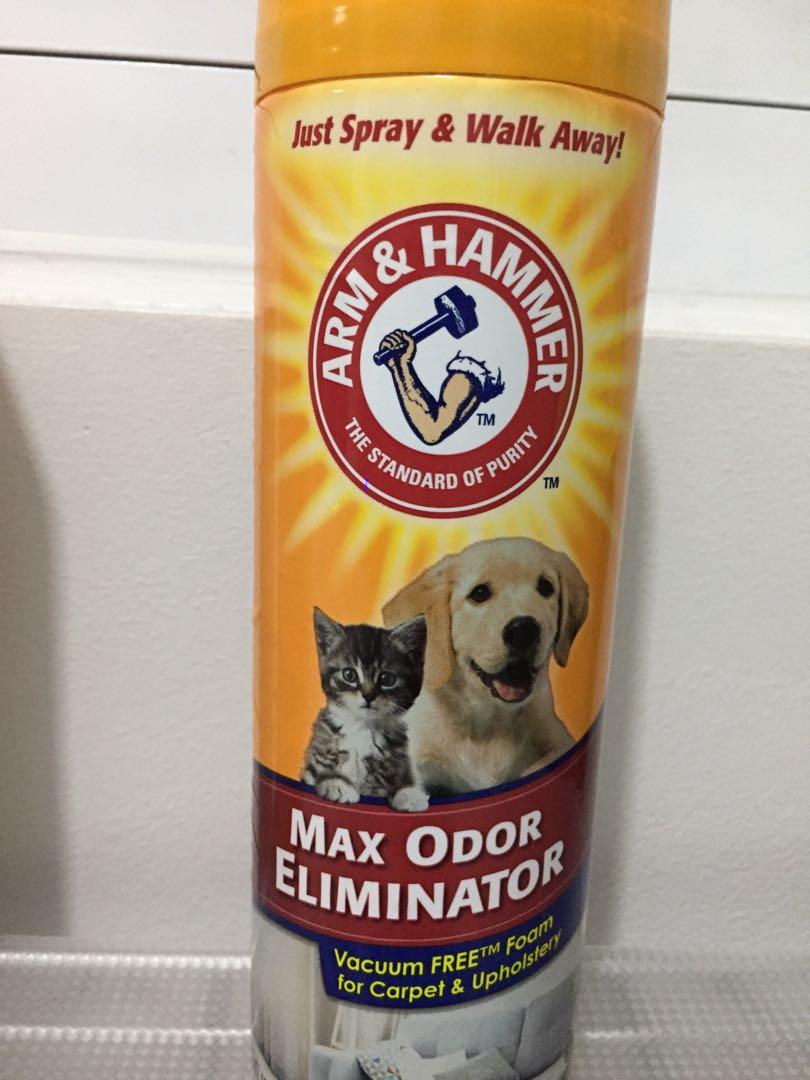 Just Spray & Walk Away!
ARM & HAMMER
TM
THE STANDARD OF PURITY
TM
MAX ODOR
ELIMINATOR
Vacuum FREE™ Foam
for Carpet & Upholstery